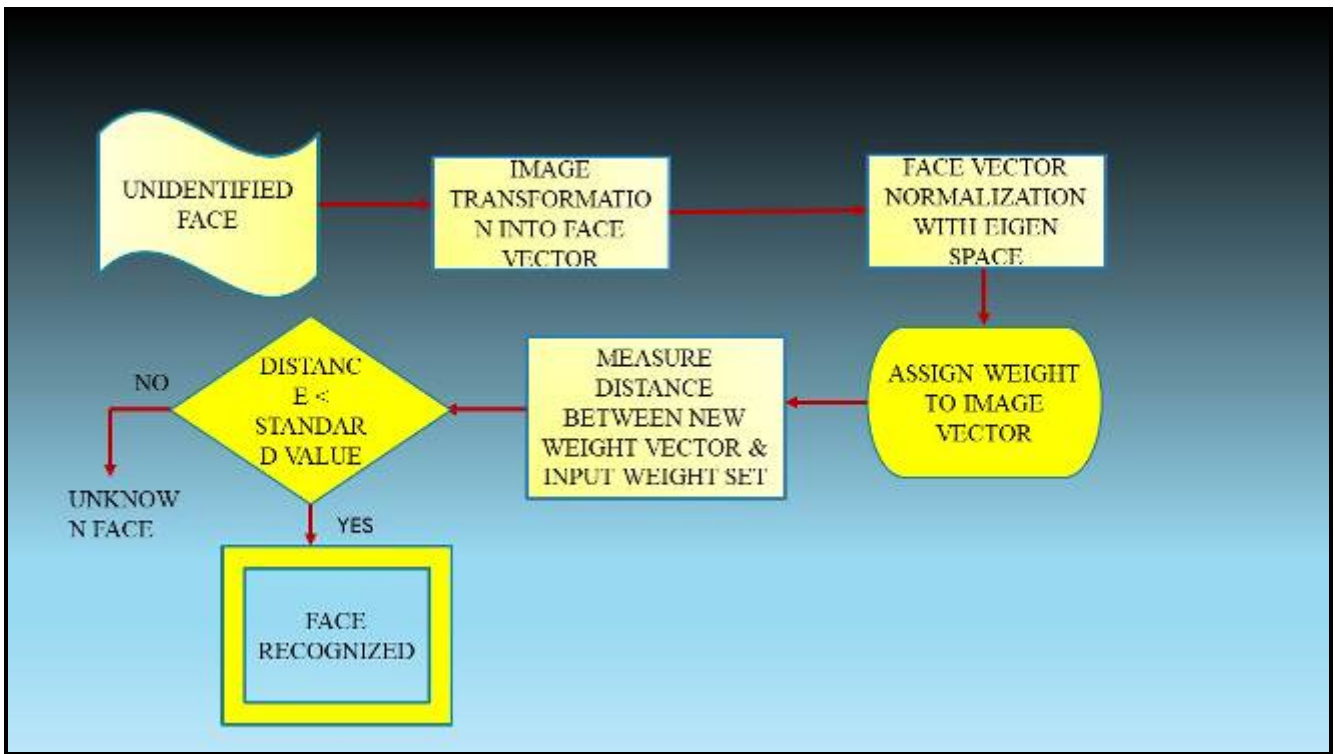 UNIDENTIFIED
FACE
IMAGE
TRANSFORMATIO
N INTO FACE
VECTOR
FACE VECTOR
NORMALIZATION
WITH EIGEN
SPACE
ASSIGN WEIGHT
TO IMAGE
VECTOR
MEASURE
DISTANCE
BETWEEN NEW
WEIGHT VECTOR &
INPUT WEIGHT SET
DISTANC
E <
STANDAR
D VALUE
NO
UNKNOW
N FACE
YES
FACE
RECOGNIZED